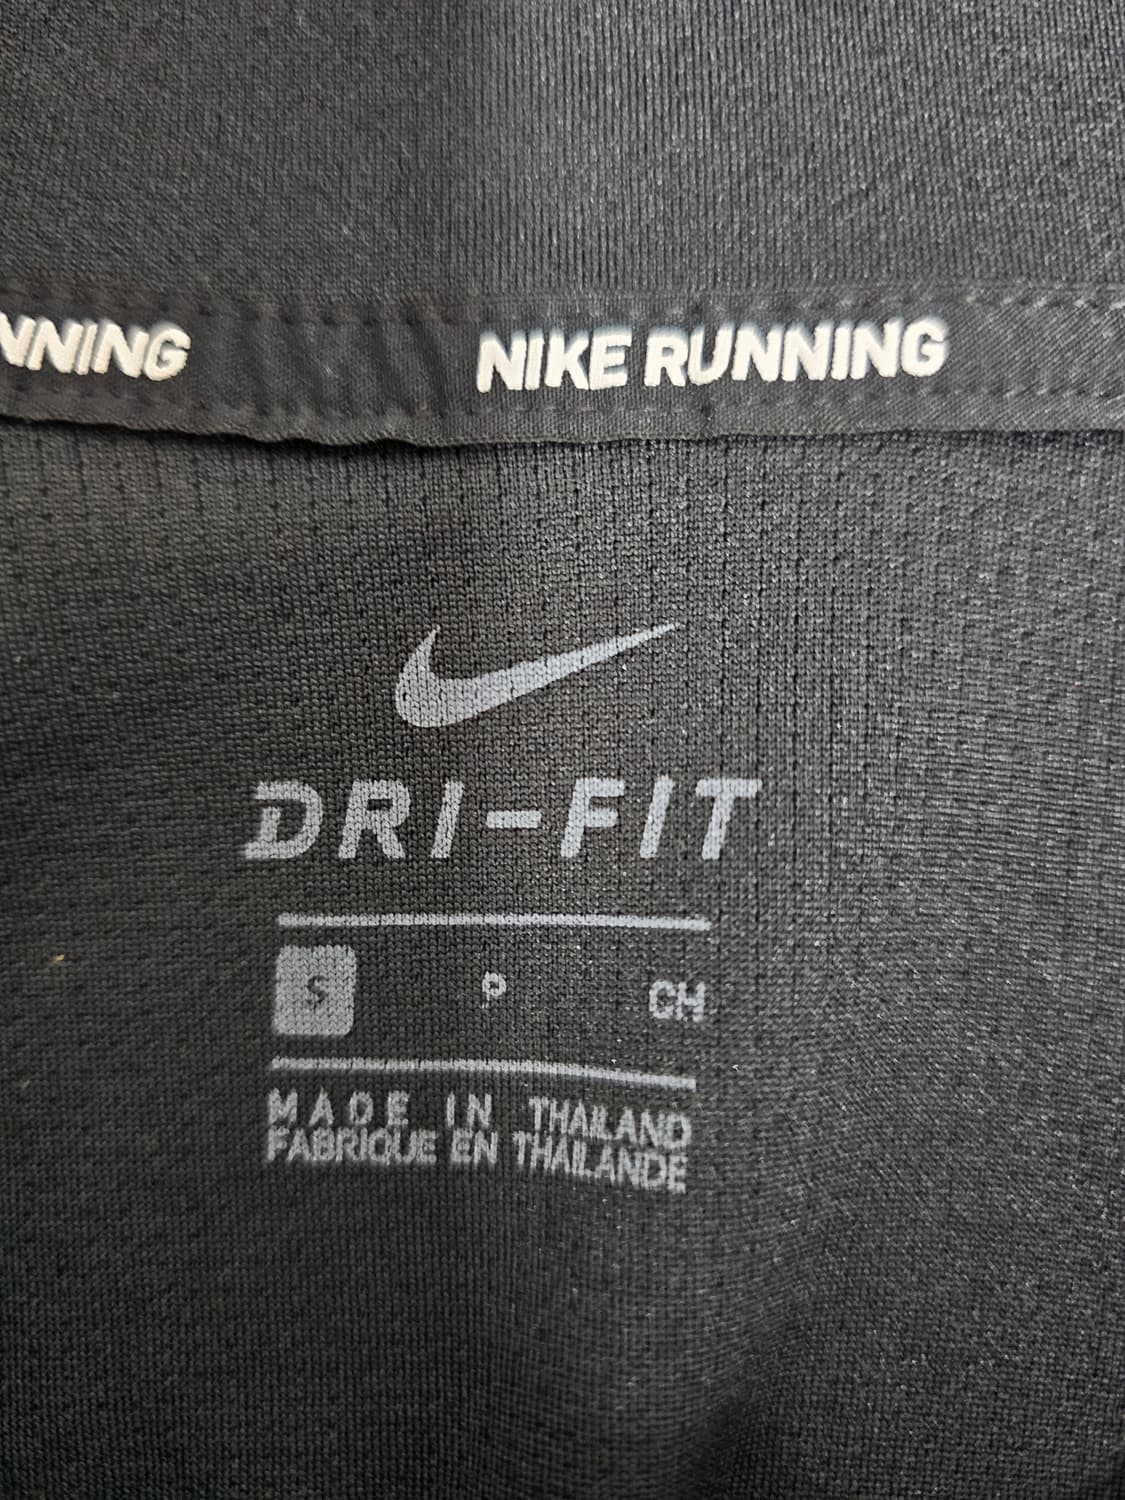 NNING NIKE RUNNING
DRI-FIT
S P CH
MADE IN THAILAND
FABRIQUE EN THAILANDE